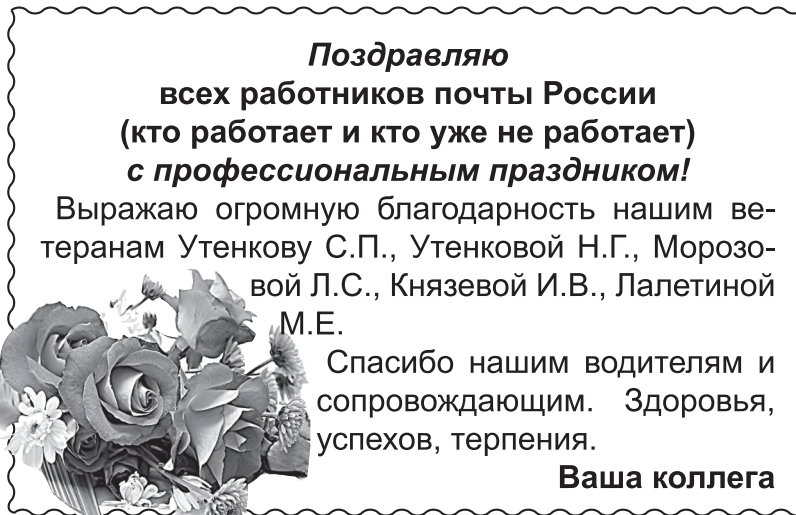 Поздравляю
всех работников почты России
(кто работает и кто уже не работает)
с профессиональным праздником!
Выражаю огромную благодарность нашим ве-
теранам Утенкову С.П., Утенковой Н.Г., Морозо-
вой Л.С., Князевой И.В., Лалетиной
М.Е.
Спасибо нашим водителям и
сопровождающим. Здоровья,
успехов, терпения.
Ваша коллега